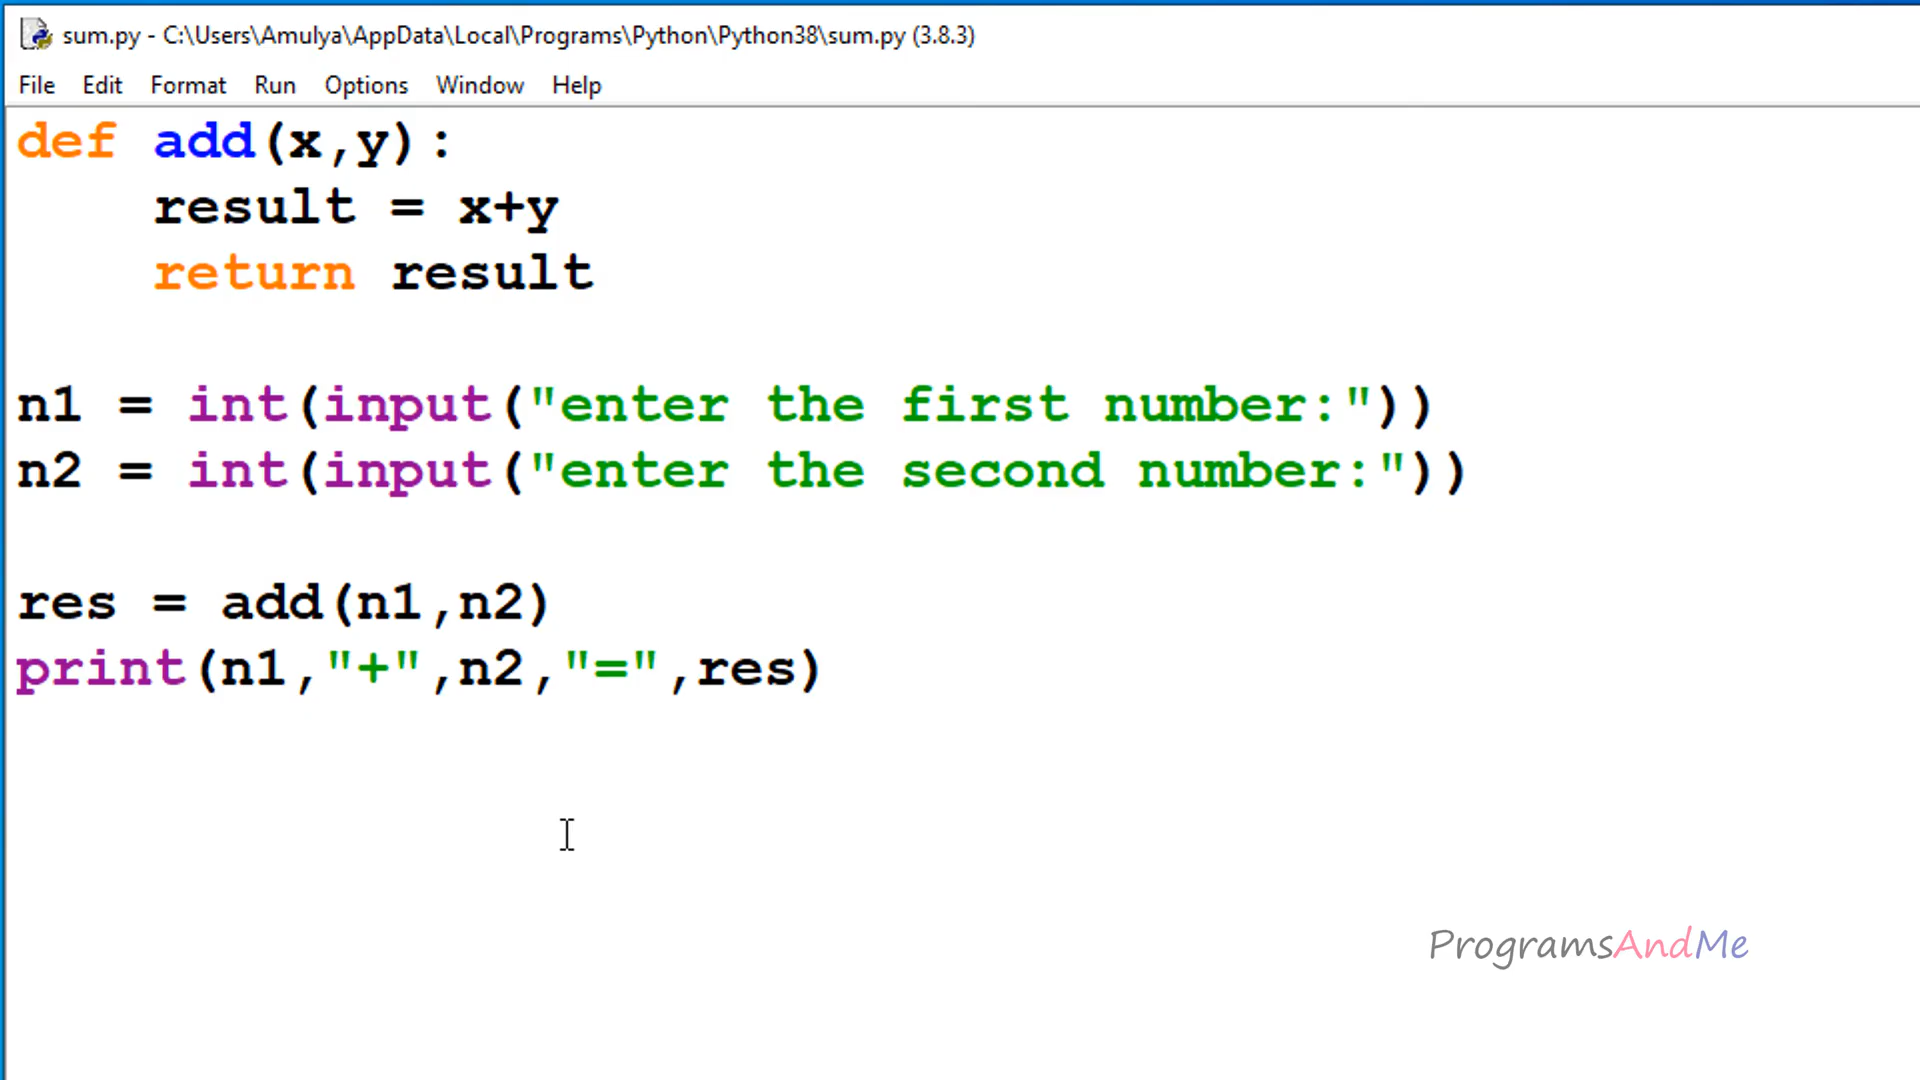 sum.py - C:\Users\Amulya\AppData\Local\Programs\Python\Python38\sum.py (3.8.3)
File Edit Format Run Options Window Help
def add(x,y):
    result = x+y
    return result
n1 = int(input("enter the first number:"))
n2 = int(input("enter the second number:"))
res = add(n1,n2)
print(n1,"+",n2,"=",res)
ProgramsAndMe